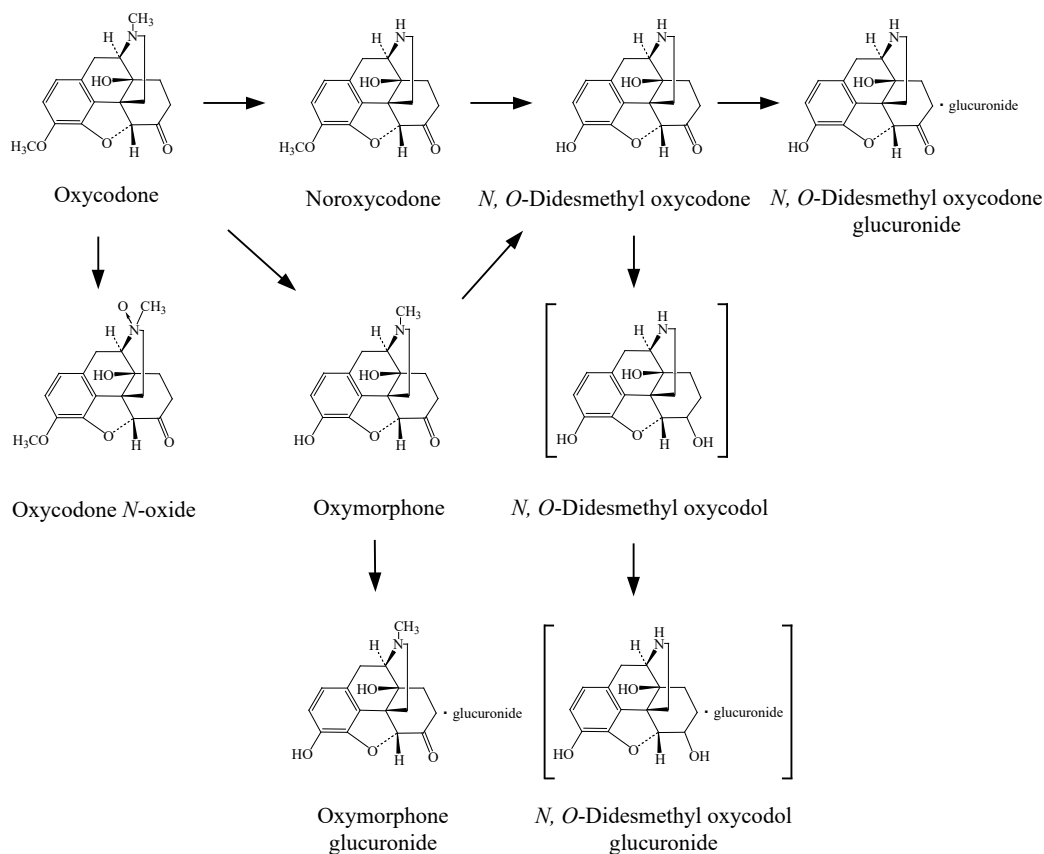 CH₃
H
N
HO
H₃CO
O
H
O
Oxycodone
H
H
N
HO
H₃CO
O
H
O
Noroxycodone
H
H
N
HO
HO
O
H
O
N, O-Didesmethyl oxycodone
H
H
N
HO
· glucuronide
HO
O
H
O
N, O-Didesmethyl oxycodone
glucuronide
O
CH₃
H
N
HO
H₃CO
O
H
O
Oxycodone N-oxide
CH₃
H
N
HO
HO
O
H
O
Oxymorphone
H
H
N
HO
HO
O
H
OH
N, O-Didesmethyl oxycodol
CH₃
H
N
HO
· glucuronide
HO
O
H
O
Oxymorphone
glucuronide
H
H
N
HO
· glucuronide
HO
O
H
OH
N, O-Didesmethyl oxycodol
glucuronide